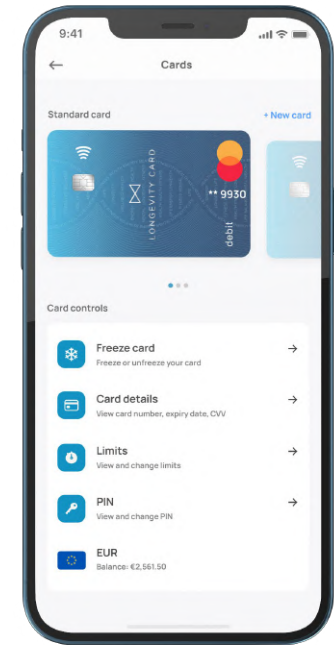 9:41
Cards
Standard card
+ New card
LONGEVITY CARD
** 9930
debit
Card controls
Freeze card
Freeze or unfreeze your card
Card details
View card number, expiry date, CVV
Limits
View and change limits
PIN
View and change PIN
EUR
Balance: €2,561.50